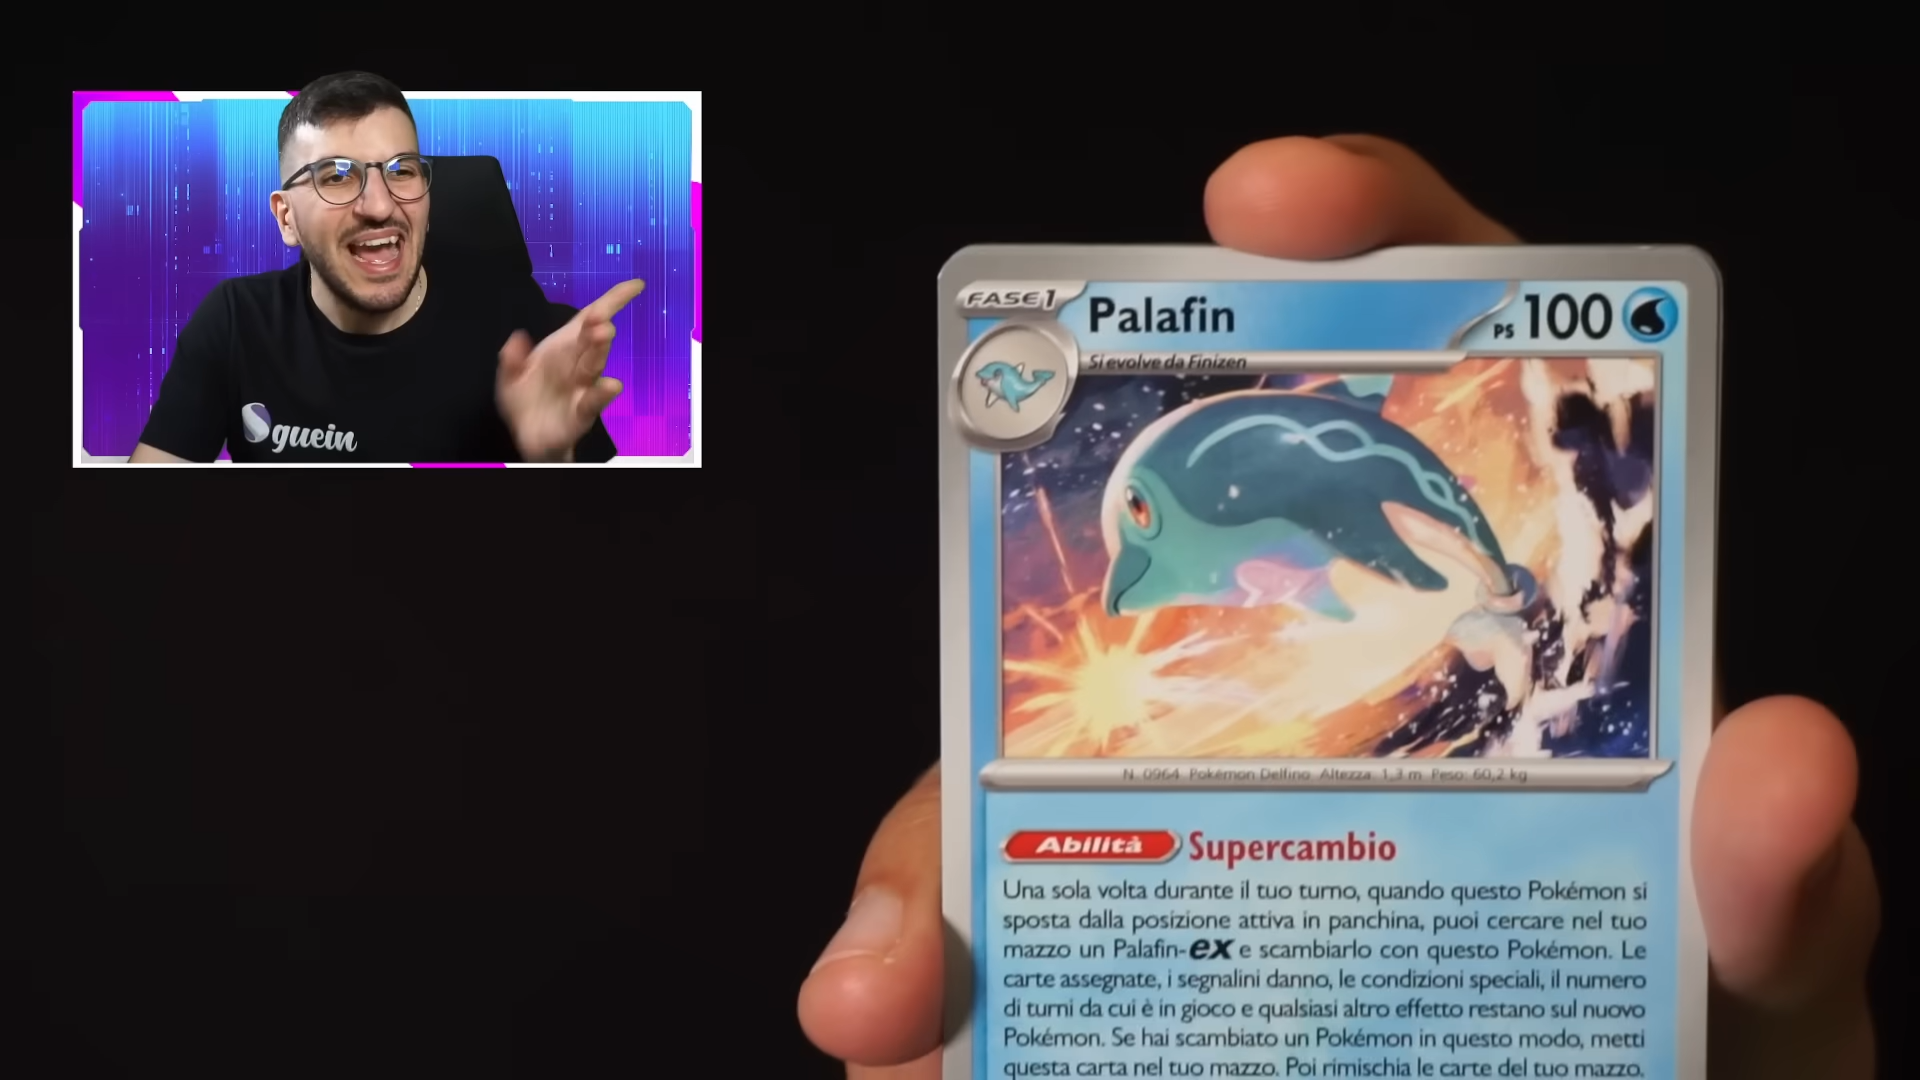 Sguein
FASE 1
Palafin
PS 100
Si evolve da Finizen
N. 0964 Pokémon Delfino Altezza: 1,3 m Peso: 60,2 kg
Abilità Supercambio
Una sola volta durante il tuo turno, quando questo Pokémon si
sposta dalla posizione attiva in panchina, puoi cercare nel tuo
mazzo un Palafin-ex e scambiarlo con questo Pokémon. Le
carte assegnate, i segnalini danno, le condizioni speciali, il numero
di turni da cui è in gioco e qualsiasi altro effetto restano sul nuovo
Pokémon. Se hai scambiato un Pokémon in questo modo, metti
questa carta nel tuo mazzo. Poi rimischia le carte del tuo mazzo.